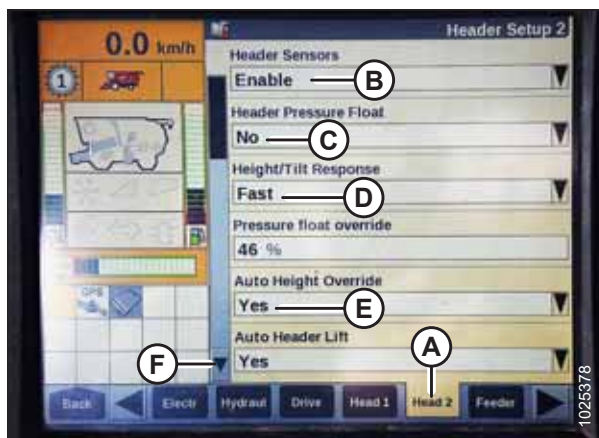 0.0 km/h
Header Setup 2
1
Header Sensors
Enable
B
Header Pressure Float
No
C
Height/Tilt Response
Fast
D
Pressure float override
46 %
Auto Height Override
Yes
E
GPS
Auto Header Lift
Yes
F
A
Back
Electr
Hydraul
Drive
Head 1
Head 2
Feeder
1025378